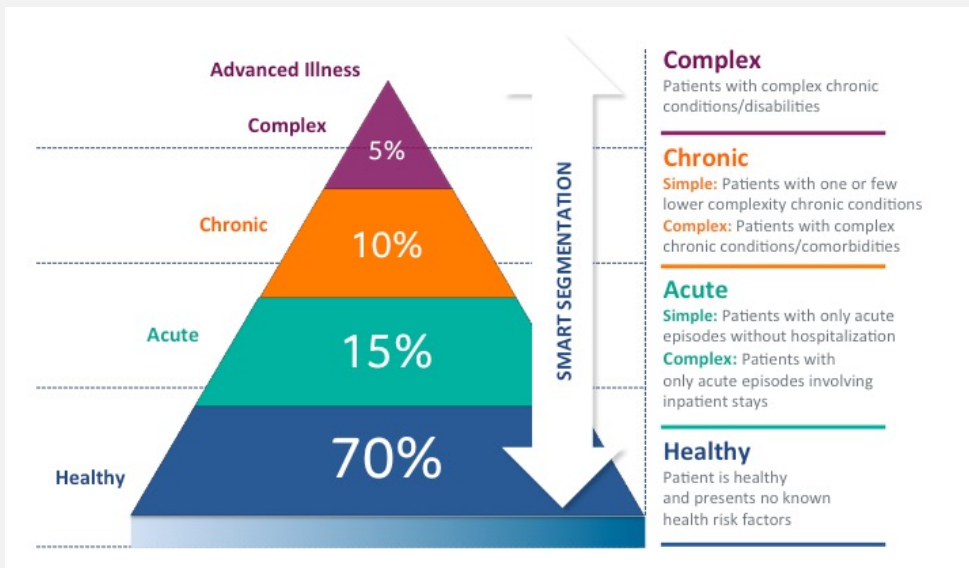 Advanced Illness
Complex
5%
Chronic
10%
Acute
15%
Healthy
70%
SMART SEGMENTATION
Complex
Patients with complex chronic
conditions/disabilities
Chronic
Simple: Patients with one or few
lower complexity chronic conditions
Complex: Patients with complex
chronic conditions/comorbidities
Acute
Simple: Patients with only acute
episodes without hospitalization
Complex: Patients with
only acute episodes involving
inpatient stays
Healthy
Patient is healthy
and presents no known
health risk factors